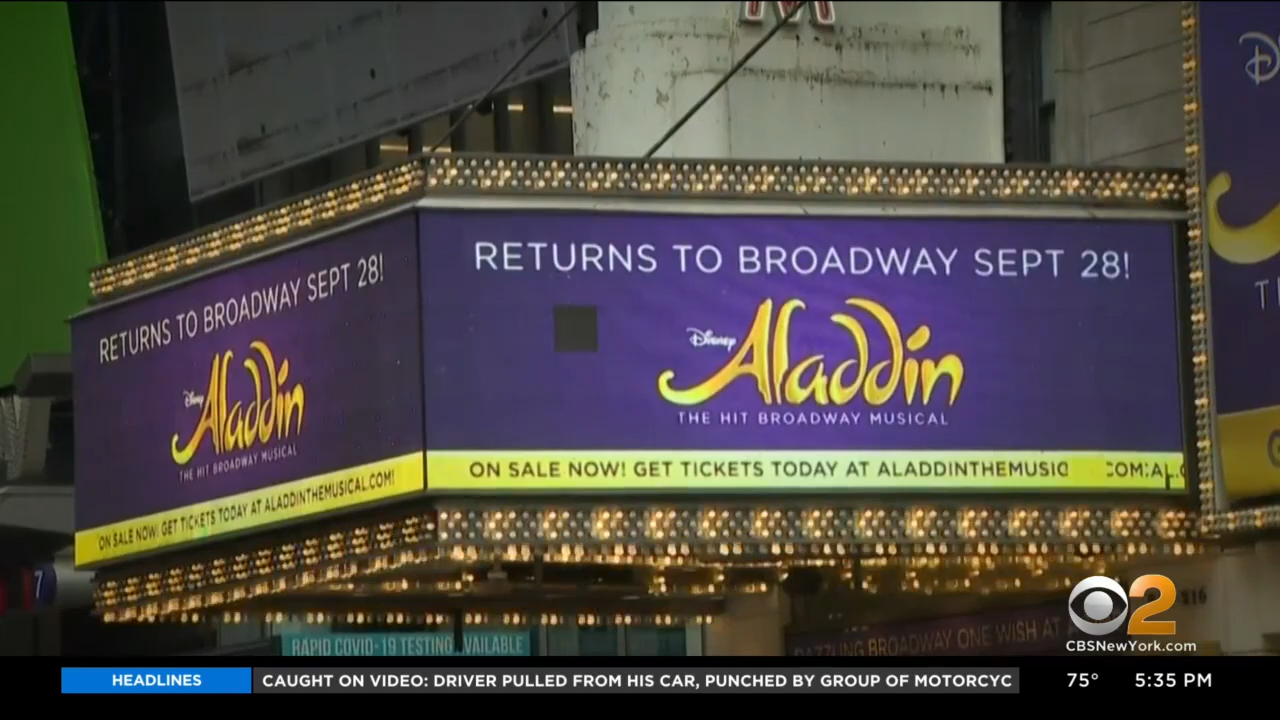 M
RETURNS TO BROADWAY SEPT 28!
Disney
Aladdin
THE HIT BROADWAY MUSICAL
ON SALE NOW! GET TICKETS TODAY AT ALADDINTHEMUSICAL.COM!
RETURNS TO BROADWAY SEPT 28!
Disney
Aladdin
THE HIT BROADWAY MUSICAL
ON SALE NOW! GET TICKETS TODAY AT ALADDINTHEMUSIC COM:AL.
D
T
RAPID COVID-19 TESTING AVAILABLE
DAZZLING BROADWAY ONE WISH AT A
2
CBSNewYork.com
HEADLINES
CAUGHT ON VIDEO: DRIVER PULLED FROM HIS CAR, PUNCHED BY GROUP OF MOTORCYC
75°
5:35 PM